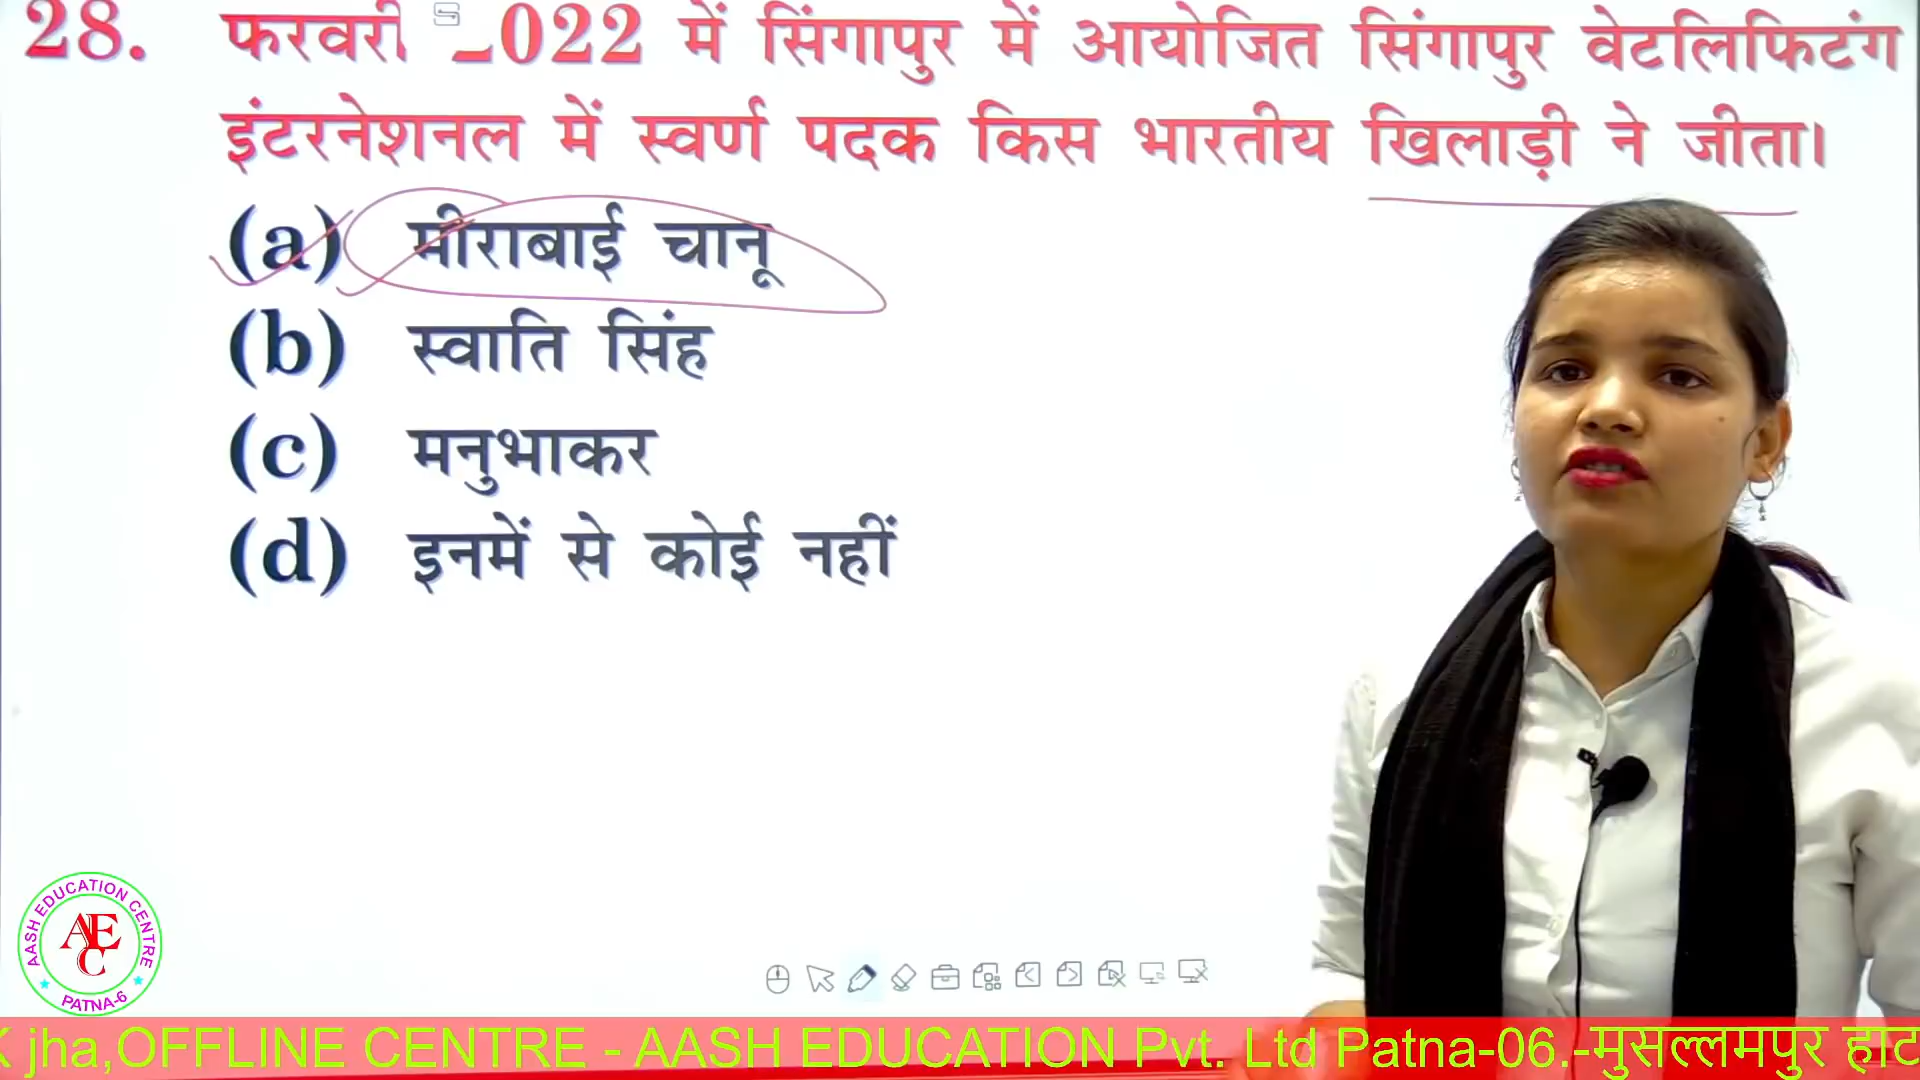 28. फरवरी 2022 में सिंगापुर में आयोजित सिंगापुर वेटलिफिटंग
इंटरनेशनल में स्वर्ण पदक किस भारतीय खिलाड़ी ने जीता।
(a) मीराबाई चानू
(b) स्वाति सिंह
(c) मनुभाकर
(d) इनमें से कोई नहीं
AASH EDUCATION CENTRE
AEC
PATNA-6
K jha,OFFLINE CENTRE - AASH EDUCATION Pvt. Ltd Patna-06.-मुसल्लमपुर हाट